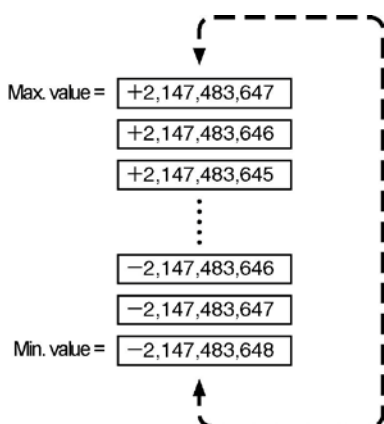 Max. value = +2,147,483,647
+2,147,483,646
+2,147,483,645
−2,147,483,646
−2,147,483,647
Min. value = −2,147,483,648